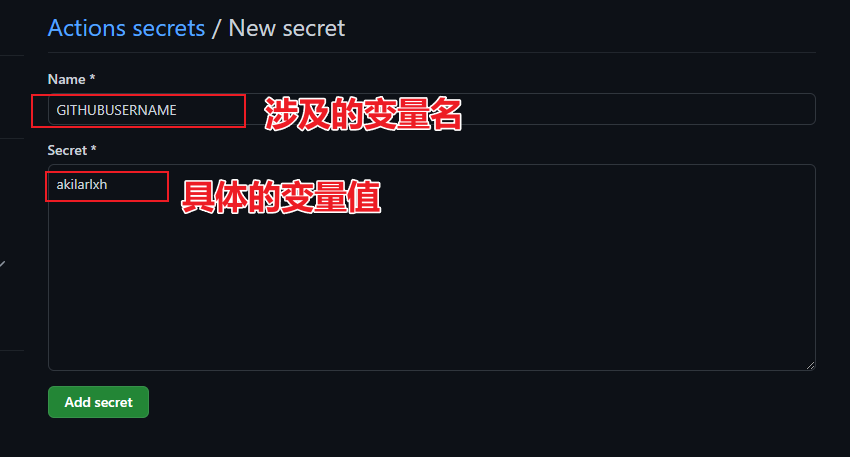 Actions secrets / New secret
Name *
GITHUBUSERNAME 涉及的变量名
Secret *
akilarlxh 具体的变量值
Add secret